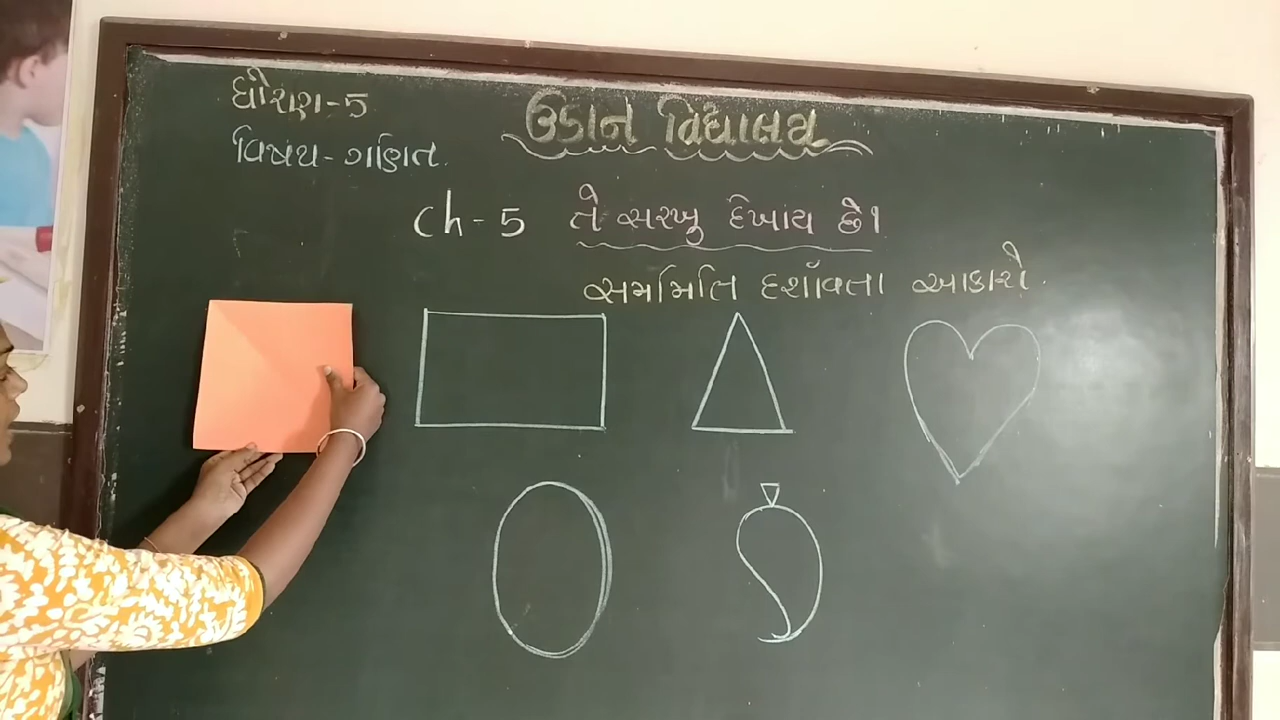 ધોરણ-5
ઉડાન વિદ્યાલય
વિષય-ગણિત.
ch-5 તે સરખુ દેખાય છે।
સમમિતિ દર્શાવતા આકારો.